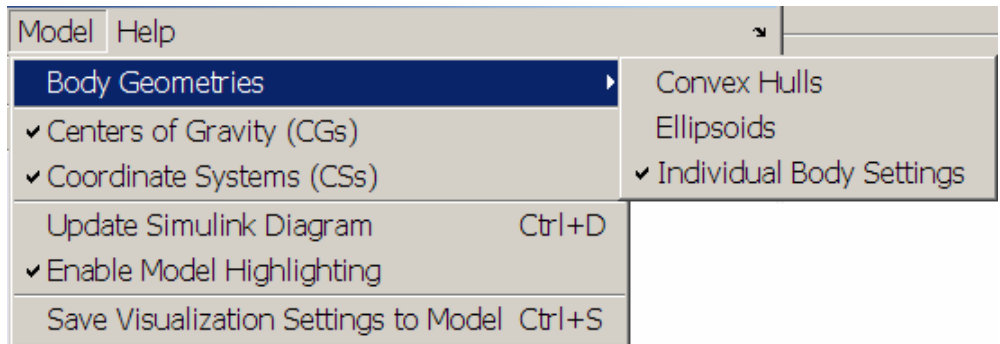 Model Help
Body Geometries
Centers of Gravity (CGs)
Coordinate Systems (CSs)
Update Simulink Diagram Ctrl+D
Enable Model Highlighting
Save Visualization Settings to Model Ctrl+S
Convex Hulls
Ellipsoids
Individual Body Settings